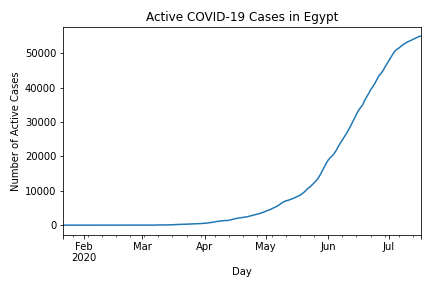 Active COVID-19 Cases in Egypt
Number of Active Cases
50000
40000
30000
20000
10000
0
Feb
2020
Mar
Apr
May
Jun
Jul
Day